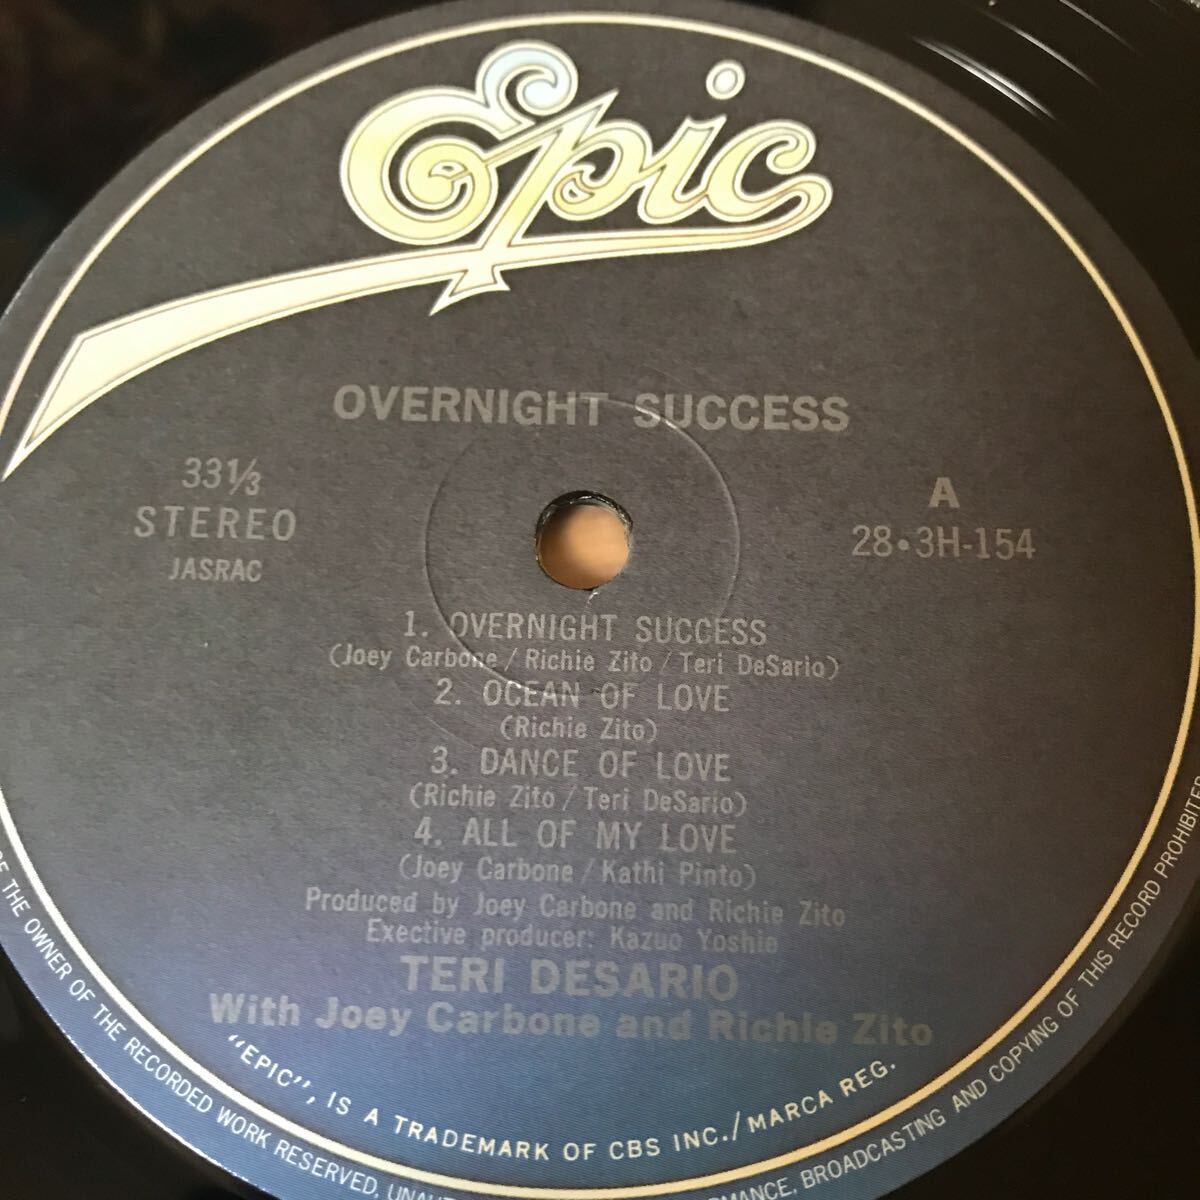 Epic
OVERNIGHT SUCCESS
33 1/3
STEREO
JASRAC
A
28・3H-154
1. OVERNIGHT SUCCESS
(Joey Carbone / Richie Zito / Teri DeSario)
2. OCEAN OF LOVE
(Richie Zito)
3. DANCE OF LOVE
(Richie Zito / Teri DeSario)
4. ALL OF MY LOVE
(Joey Carbone / Kathi Pinto)
Produced by Joey Carbone and Richie Zito
Exective producer: Kazuo Yoshie
TERI DESARIO
With Joey Carbone and Richie Zito
"EPIC", IS A TRADEMARK OF CBS INC./MARCA REG.
THE OWNER OF THE RECORDED WORK RESERVED, BROADCASTING AND COPYING OF THIS RECORD PROHIBITED